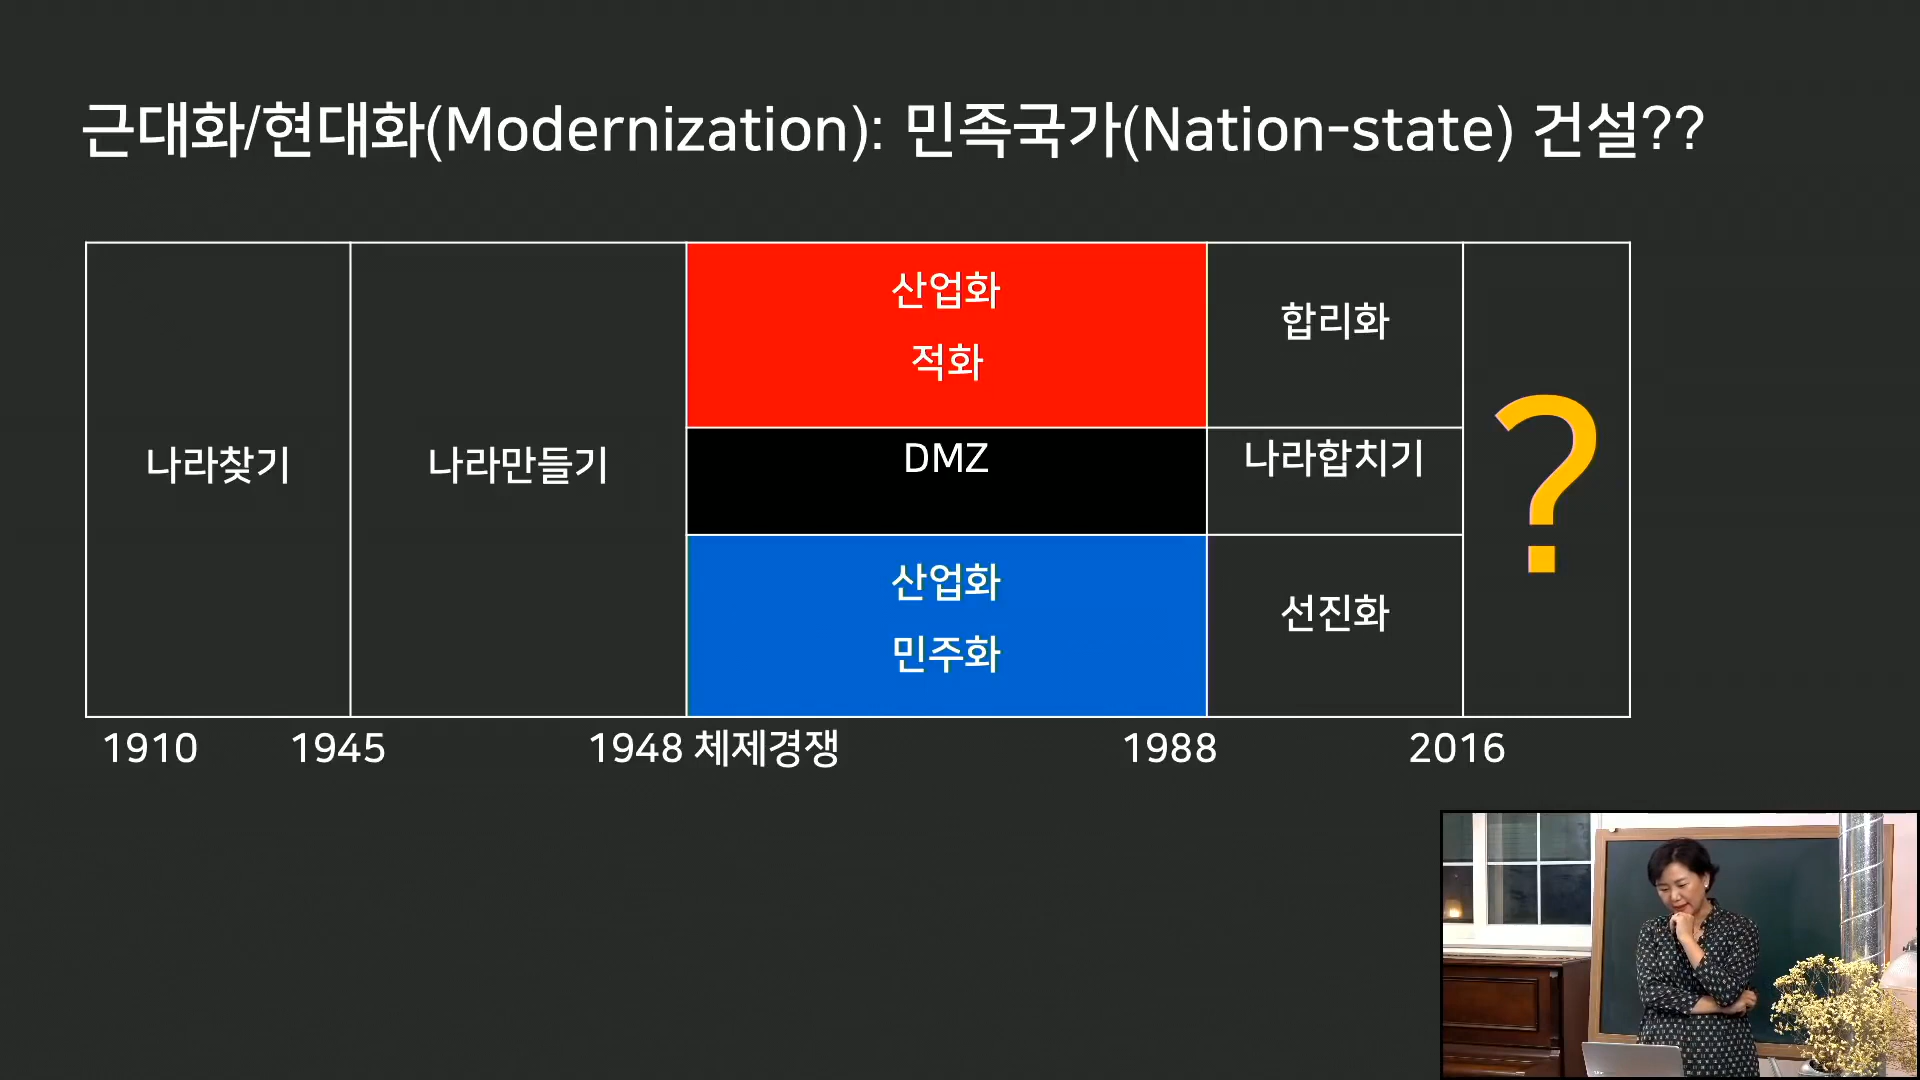 근대화/현대화(Modernization): 민족국가(Nation-state) 건설??
나라찾기
나라만들기
산업화
적화
DMZ
산업화
민주화
합리화
나라합치기
선진화
?
1910 1945 1948 체제경쟁 1988 2016